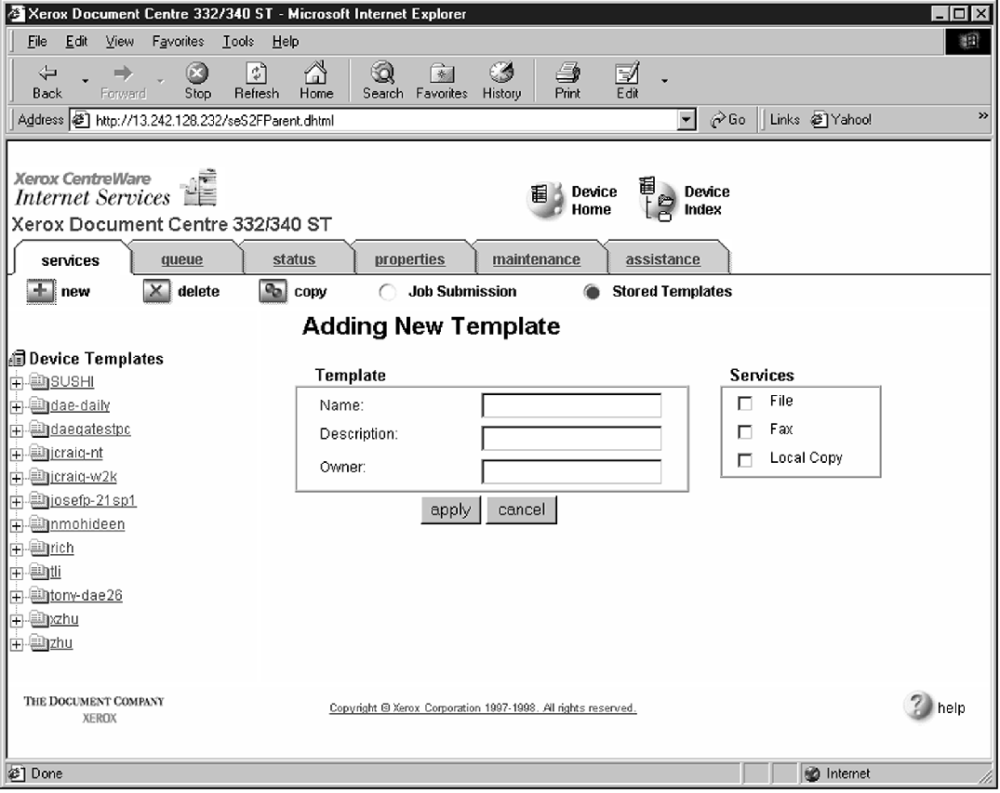 Xerox Document Centre 332/340 ST - Microsoft Internet Explorer
File Edit View Favorites Tools Help
Back Forward Stop Refresh Home Search Favorites History Print Edit
Address http://13.242.128.232/seS2FParent.dhtml Go Links Yahoo! »
Xerox CentreWare
Internet Services
Xerox Document Centre 332/340 ST
Device Home
Device Index
services queue status properties maintenance assistance
new delete copy Job Submission Stored Templates
Adding New Template
Device Templates
SUSHI
dae-daily
daeqatestpc
jcraig-nt
jcraig-w2k
josefp-21sp1
nmohideen
rich
tli
tony-dae26
xzhu
zhu
Template
Name:
Description:
Owner:
apply cancel
Services
File
Fax
Local Copy
THE DOCUMENT COMPANY
XEROX
Copyright © Xerox Corporation 1997-1998. All rights reserved.
? help
Done Internet